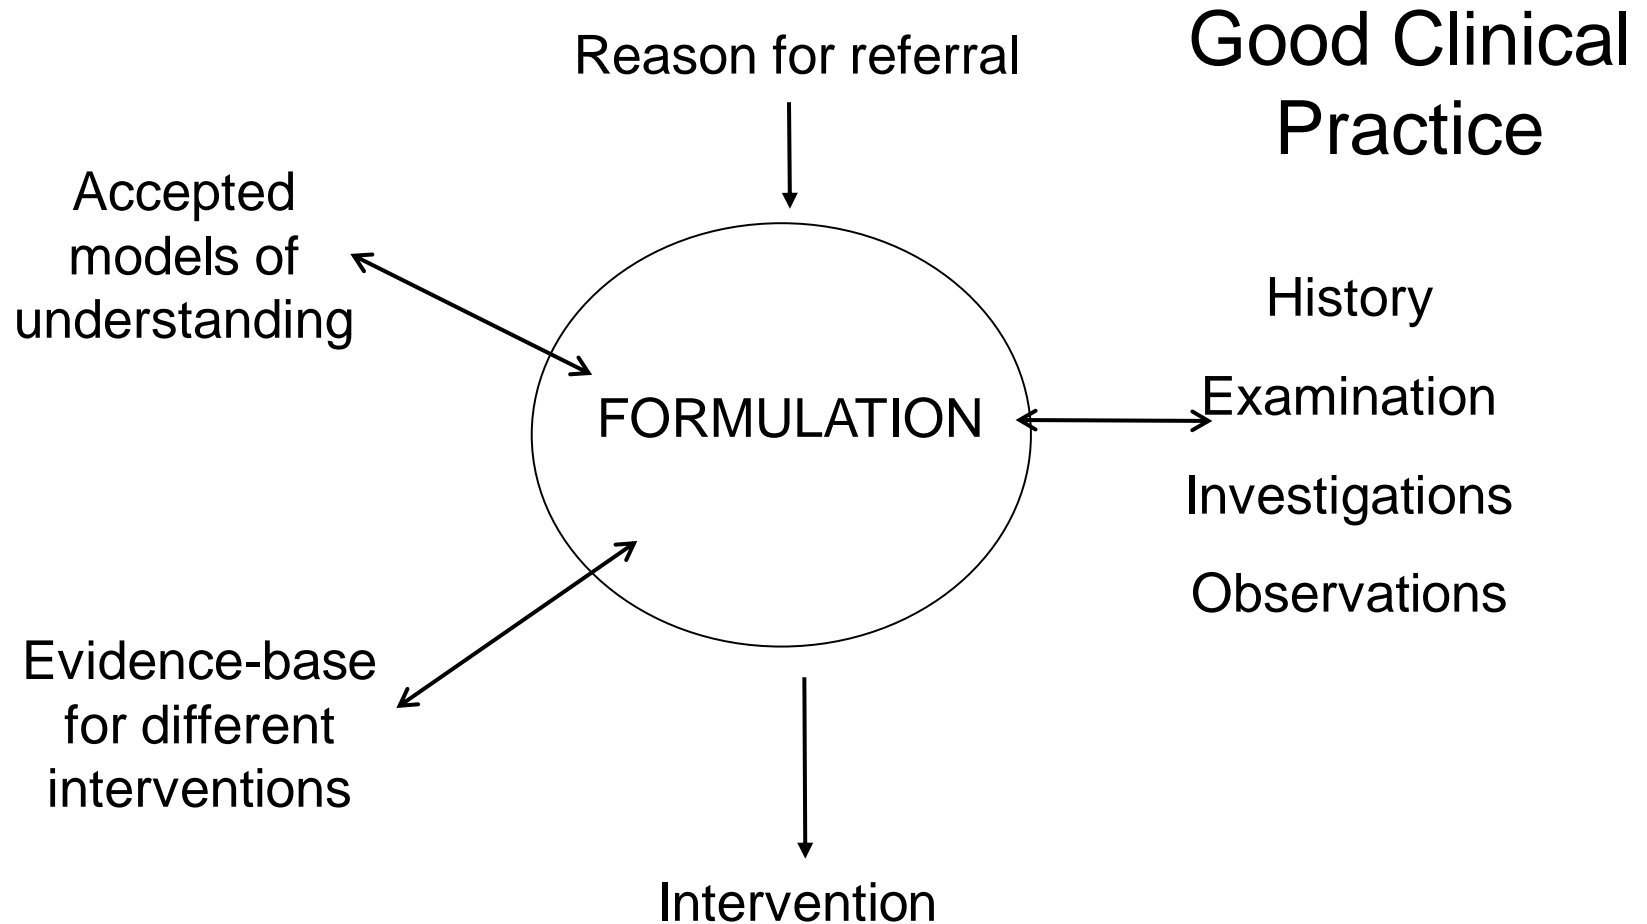 Good Clinical
Practice
Reason for referral
Accepted
models of
understanding
FORMULATION
History
Examination
Investigations
Observations
Evidence-base
for different
interventions
Intervention